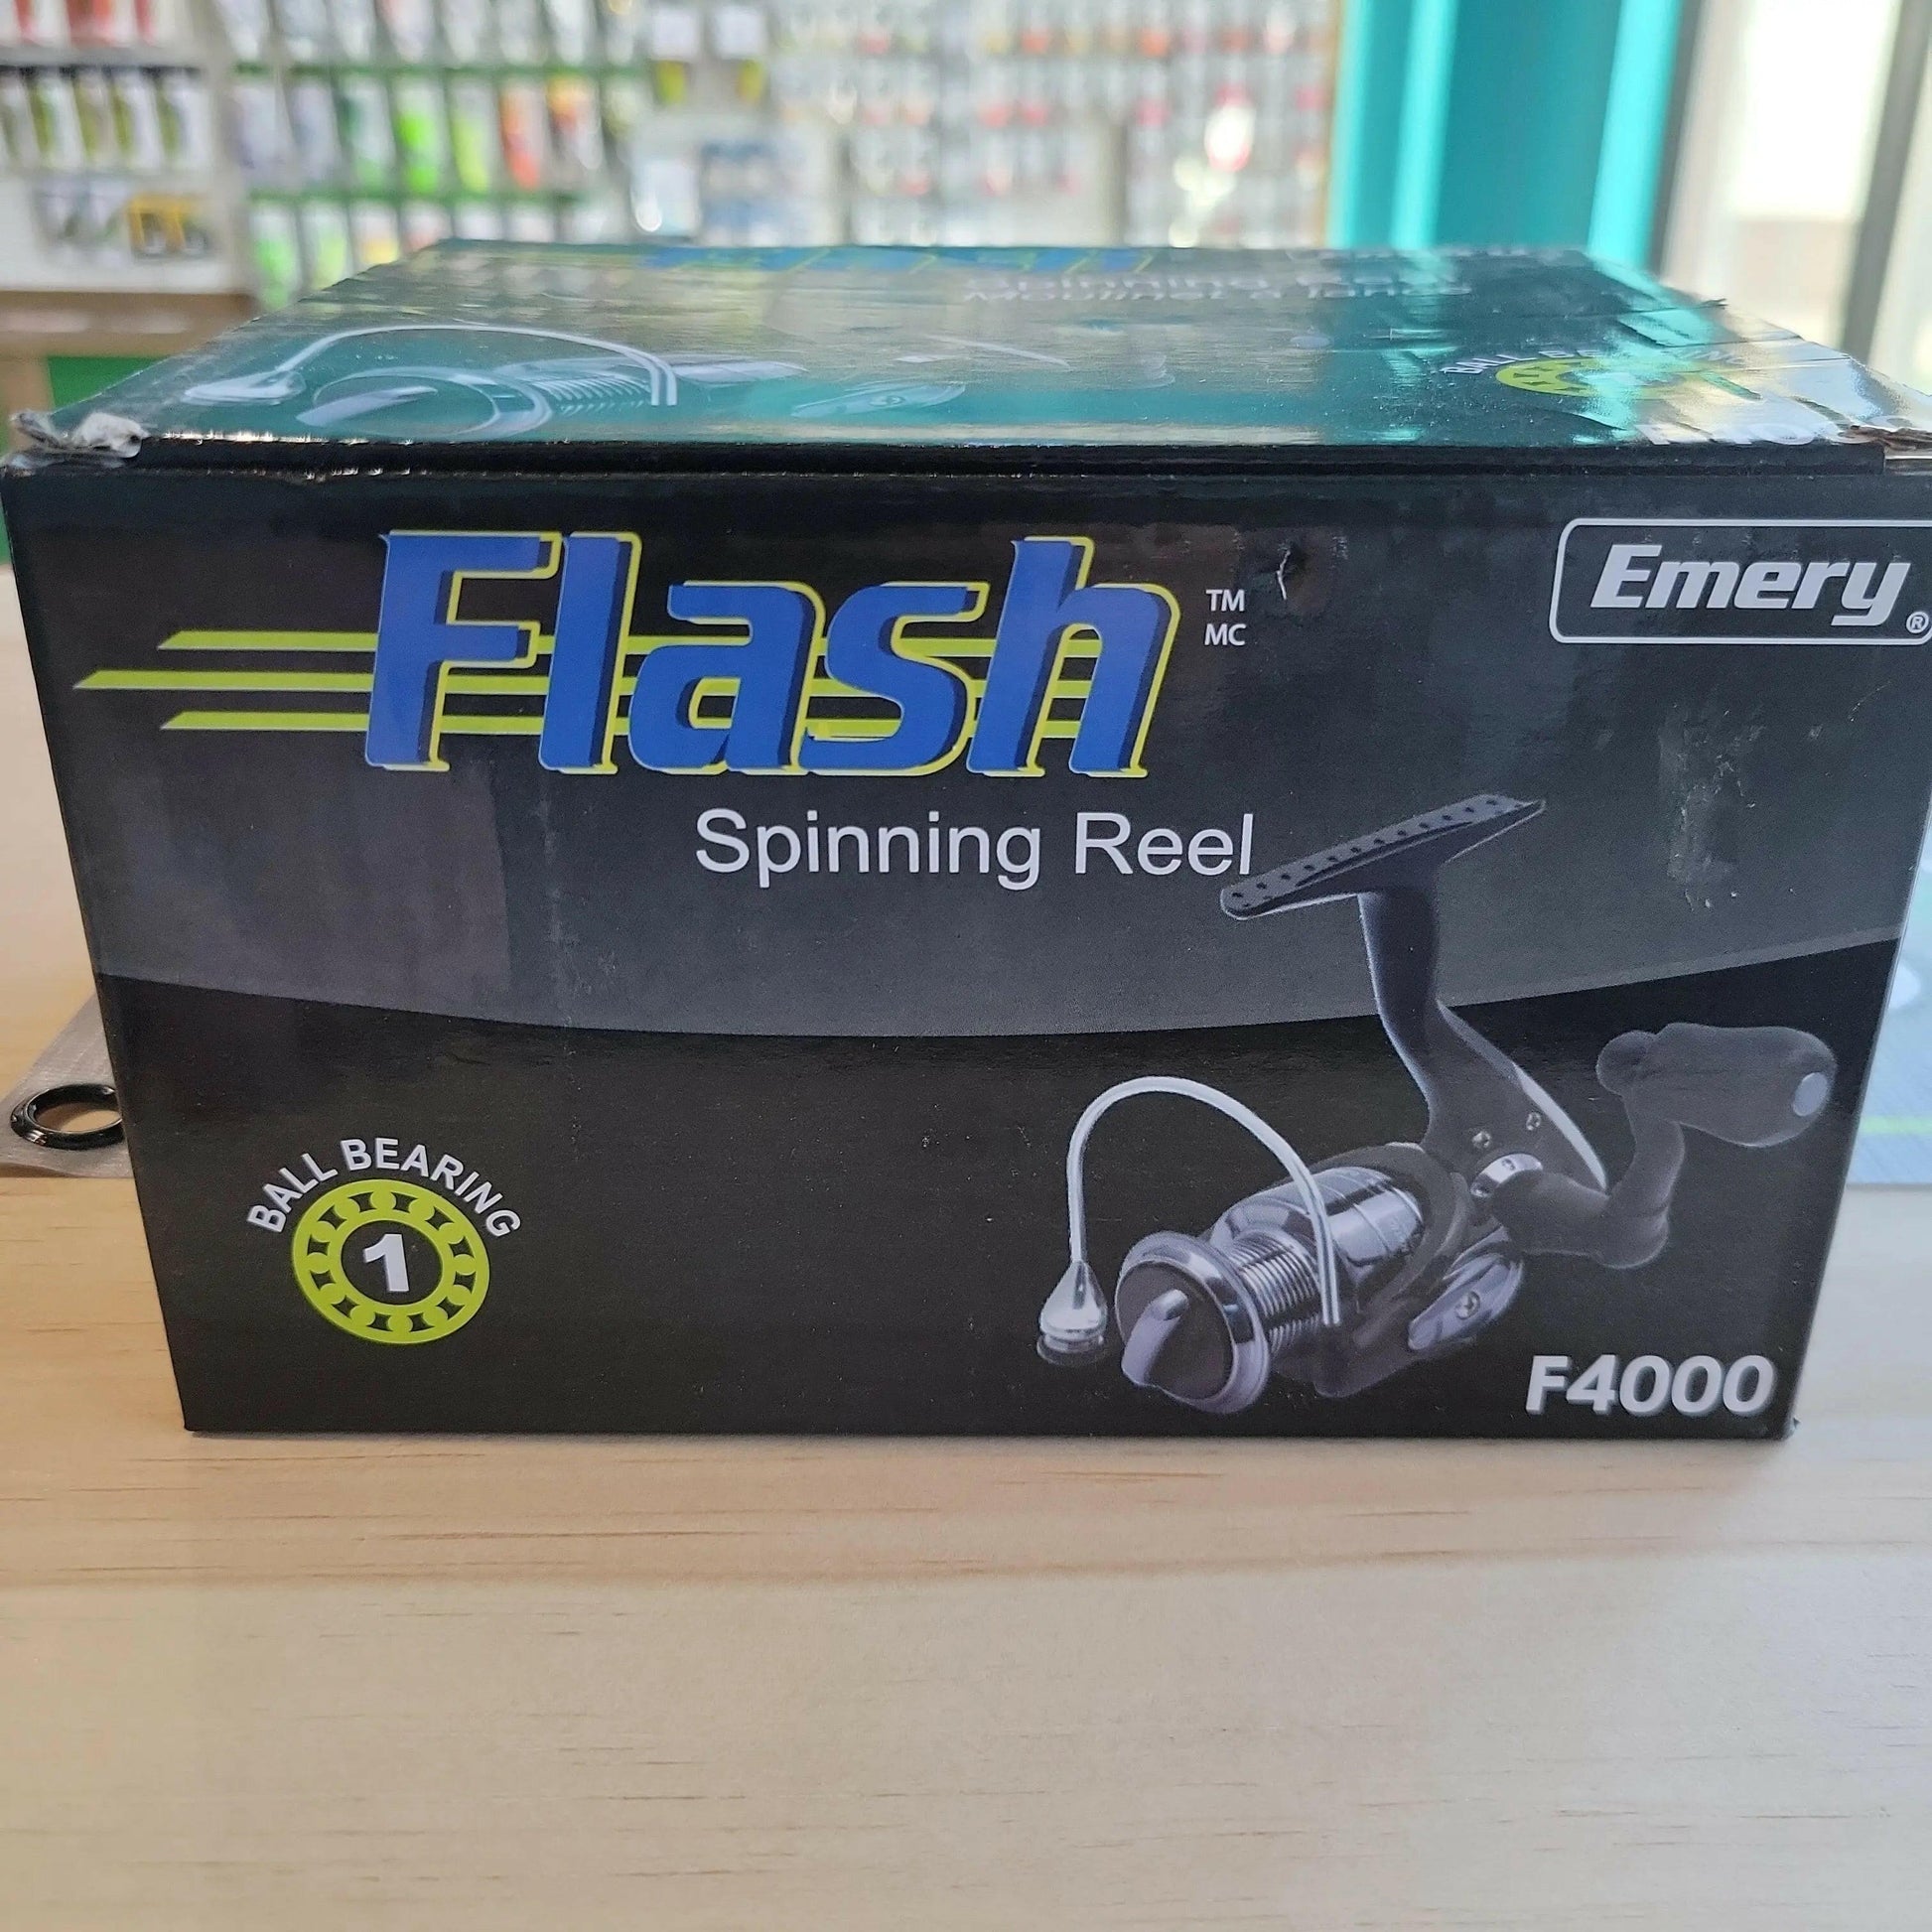 Flash
TM
MC
Emery®
Spinning Reel
BALL BEARING
1
F4000